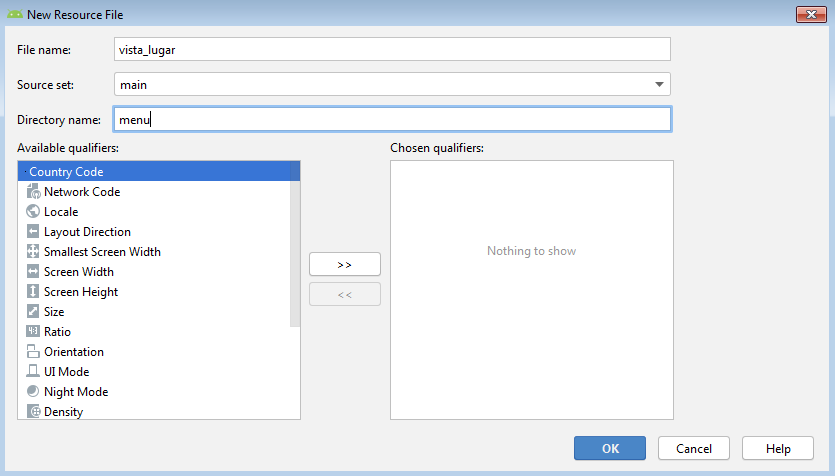 New Resource File
File name:
vista_lugar
Source set:
main
Directory name:
menu
Available qualifiers:
Chosen qualifiers:
Country Code
Network Code
Locale
Layout Direction
Smallest Screen Width
Screen Width
Screen Height
Size
Ratio
Orientation
UI Mode
Night Mode
Density
>>
<<
Nothing to show
OK
Cancel
Help